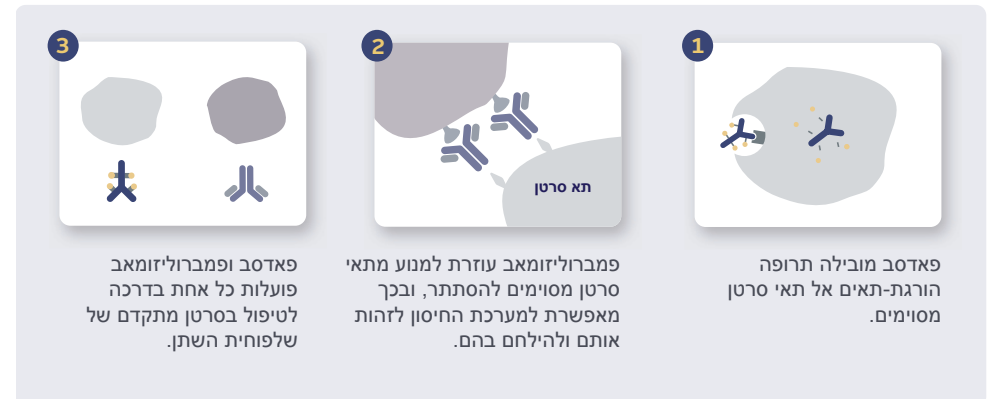 1
פאדסב מובילה תרופה
הורגת-תאים אל תאי סרטן
מסוימים.
2
תא סרטן
פמברוליזומאב עוזרת למנוע מתאי
סרטן מסוימים להסתתר, ובכך
מאפשרת למערכת החיסון לזהות
אותם ולהילחם בהם.
3
פאדסב ופמברוליזומאב
פועלות כל אחת בדרכה
לטיפול בסרטן מתקדם של
שלפוחית השתן.